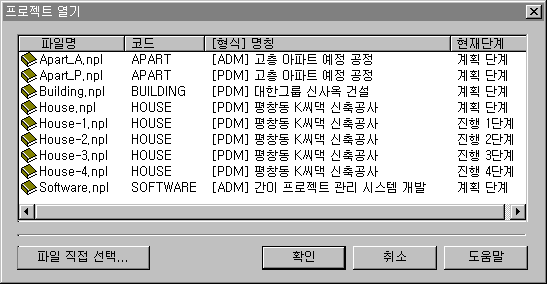 프로젝트 열기
파일명 코드 [형식] 명칭 현재단계
Apart_A.npl APART [ADM] 고층 아파트 예정 공정 계획 단계
Apart_P.npl APART [PDM] 고층 아파트 예정 공정 계획 단계
Building.npl BUILDING [PDM] 대한그룹 신사옥 건설 계획 단계
House.npl HOUSE [PDM] 평창동 K씨댁 신축공사 계획 단계
House-1.npl HOUSE [PDM] 평창동 K씨댁 신축공사 진행 1단계
House-2.npl HOUSE [PDM] 평창동 K씨댁 신축공사 진행 2단계
House-3.npl HOUSE [PDM] 평창동 K씨댁 신축공사 진행 3단계
House-4.npl HOUSE [PDM] 평창동 K씨댁 신축공사 진행 4단계
Software.npl SOFTWARE [ADM] 간이 프로젝트 관리 시스템 개발 계획 단계
파일 직접 선택... 확인 취소 도움말